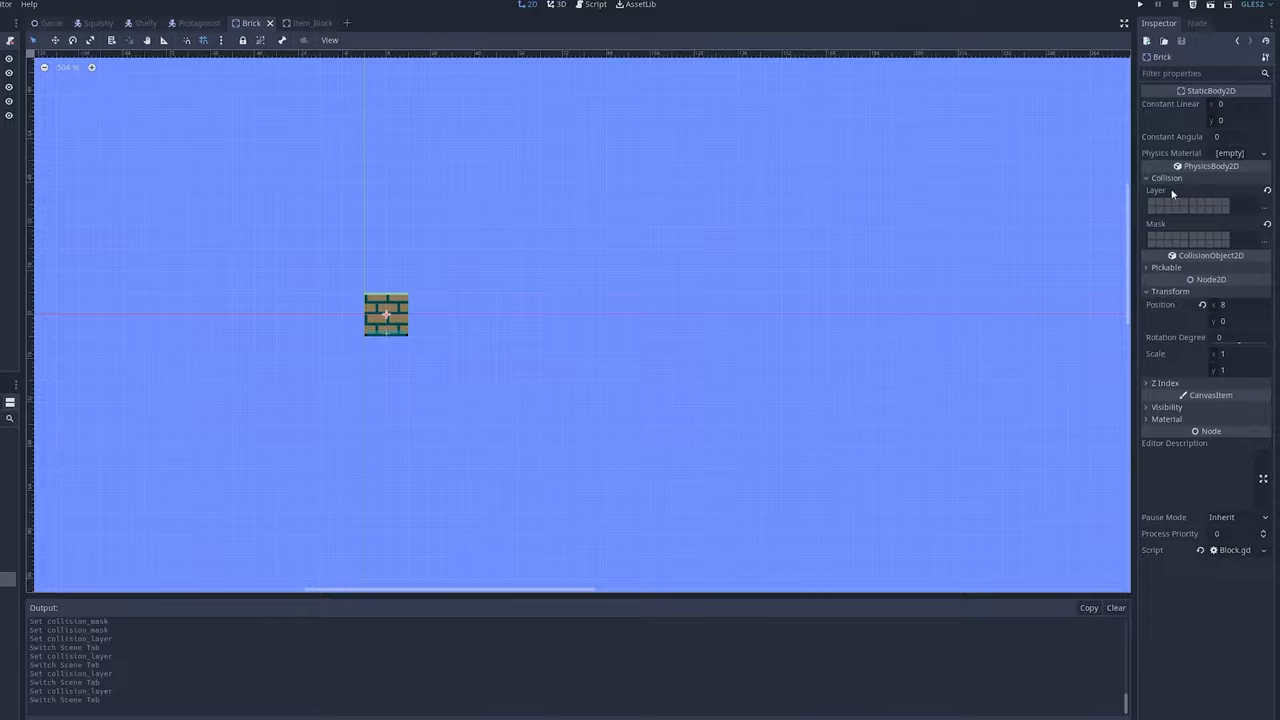 tor Help
2D 3D Script AssetLib
GLES2
Game Squishy Shelly Protagonist Brick Item_Block
Inspector Node
View
504 %
Brick
Filter properties
StaticBody2D
Constant Linear x 0
y 0
Constant Angula 0
Physics Material [empty]
PhysicsBody2D
Collision
Layer
Mask
CollisionObject2D
Pickable
Node2D
Transform
Position x 8
y 0
Rotation Degree 0
Scale x 1
y 1
Z Index
CanvasItem
Visibility
Material
Node
Editor Description
Pause Mode Inherit
Process Priority 0
Script Block.gd
Output: Copy Clear
Set collision_mask
Set collision_mask
Set collision_layer
Switch Scene Tab
Set collision_layer
Switch Scene Tab
Set collision_layer
Switch Scene Tab
Set collision_layer
Switch Scene Tab